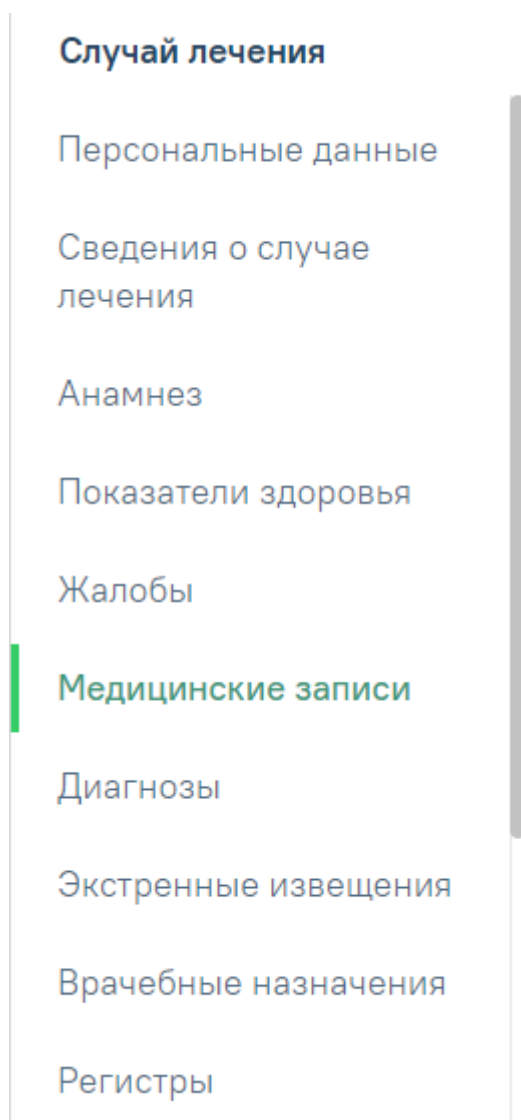 Случай лечения
Персональные данные
Сведения о случае
лечения
Анамнез
Показатели здоровья
Жалобы
Медицинские записи
Диагнозы
Экстренные извещения
Врачебные назначения
Регистры